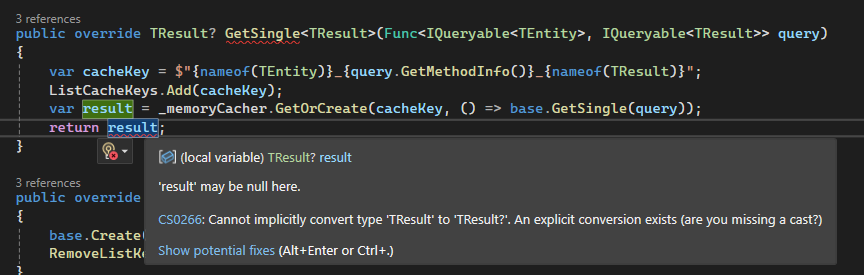 3 references
public override TResult? GetSingle<TResult>(Func<IQueryable<TEntity>, IQueryable<TResult>> query)
{
var cacheKey = $"{nameof(TEntity)}_{query.GetMethodInfo()}_{nameof(TResult)}";
ListCacheKeys.Add(cacheKey);
var result = _memoryCacher.GetOrCreate(cacheKey, () => base.GetSingle(query));
return result;
}
(local variable) TResult? result
'result' may be null here.
CS0266: Cannot implicitly convert type 'TResult' to 'TResult?'. An explicit conversion exists (are you missing a cast?)
Show potential fixes (Alt+Enter or Ctrl+.)
3 references
public override
{
base.Create(
RemoveListKe
}